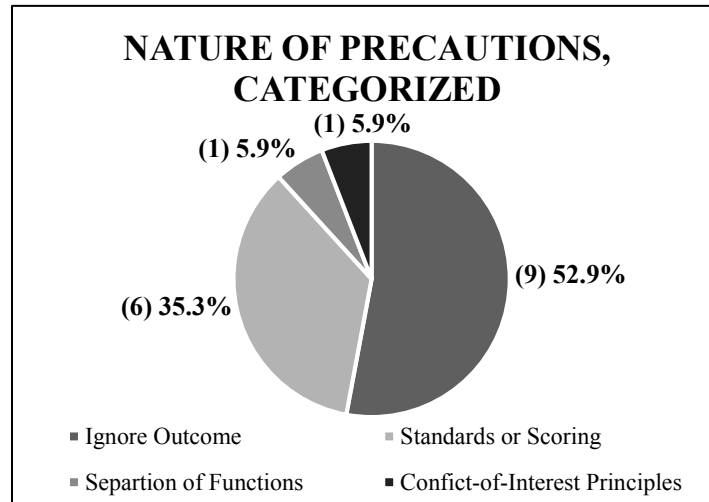 NATURE OF PRECAUTIONS,
CATEGORIZED
(1) 5.9%
(1) 5.9%
(9) 52.9%
(6) 35.3%
Ignore Outcome
Standards or Scoring
Separtion of Functions
Confict-of-Interest Principles